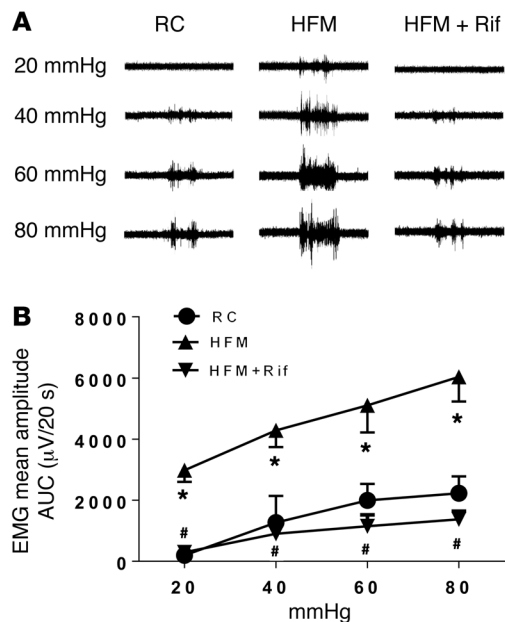 A
RC HFM HFM + Rif
20 mmHg
40 mmHg
60 mmHg
80 mmHg
B
EMG mean amplitude
AUC (µV/20 s)
8000
6000
4000
2000
0
RC
HFM
HFM+Rif
* * * *
# # # #
20 40 60 80
mmHg